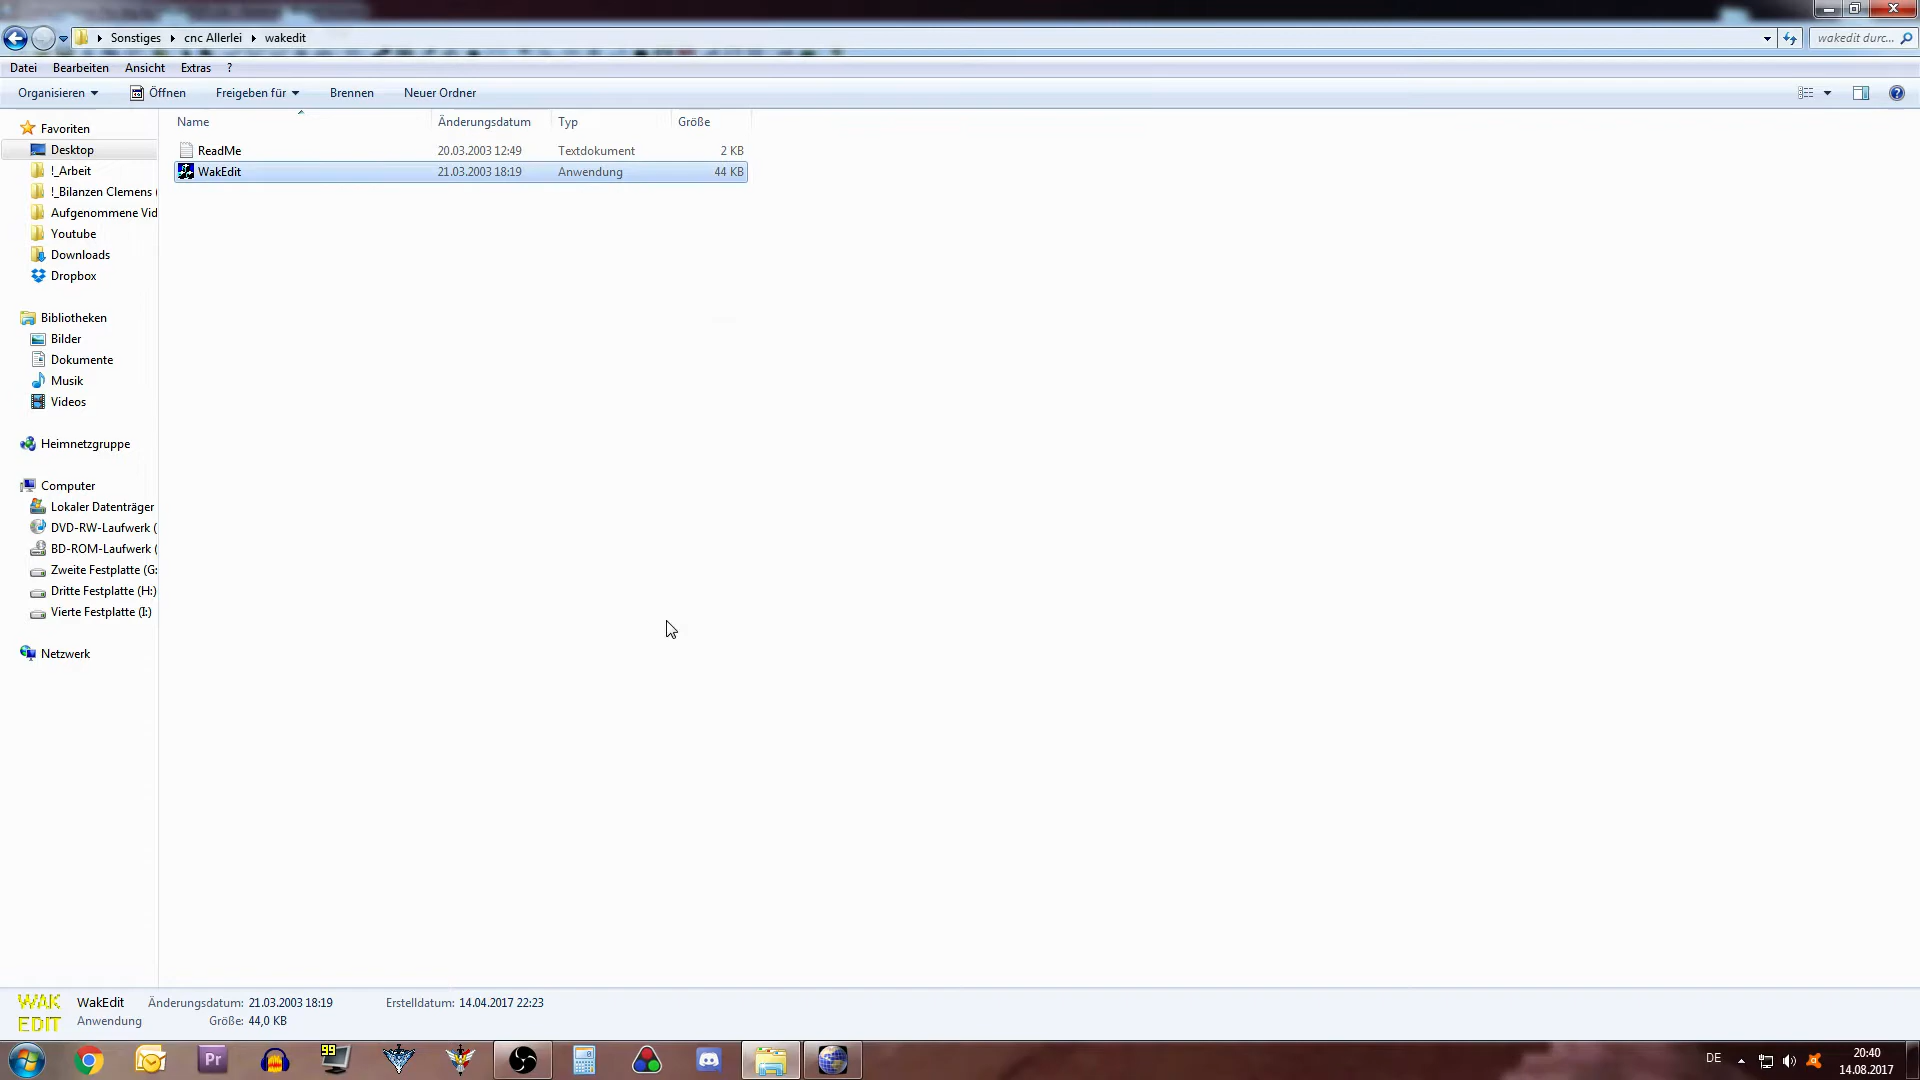 Sonstiges cnc Allerlei wakedit wakedit durc...
Datei Bearbeiten Ansicht Extras ?
Organisieren Öffnen Freigeben für Brennen Neuer Ordner
Name Änderungsdatum Typ Größe
ReadMe 20.03.2003 12:49 Textdokument 2 KB
WakEdit 21.03.2003 18:19 Anwendung 44 KB
Favoriten
Desktop
!_Arbeit
!_Bilanzen Clemens (
Aufgenommene Vid
Youtube
Downloads
Dropbox
Bibliotheken
Bilder
Dokumente
Musik
Videos
Heimnetzgruppe
Computer
Lokaler Datenträger
DVD-RW-Laufwerk (
BD-ROM-Laufwerk (
Zweite Festplatte (G:
Dritte Festplatte (H:)
Vierte Festplatte (I:)
Netzwerk
WAK
EDIT
WakEdit Änderungsdatum: 21.03.2003 18:19 Erstelldatum: 14.04.2017 22:23
Anwendung Größe: 44,0 KB
Pr 99 DE 20:40
14.08.2017